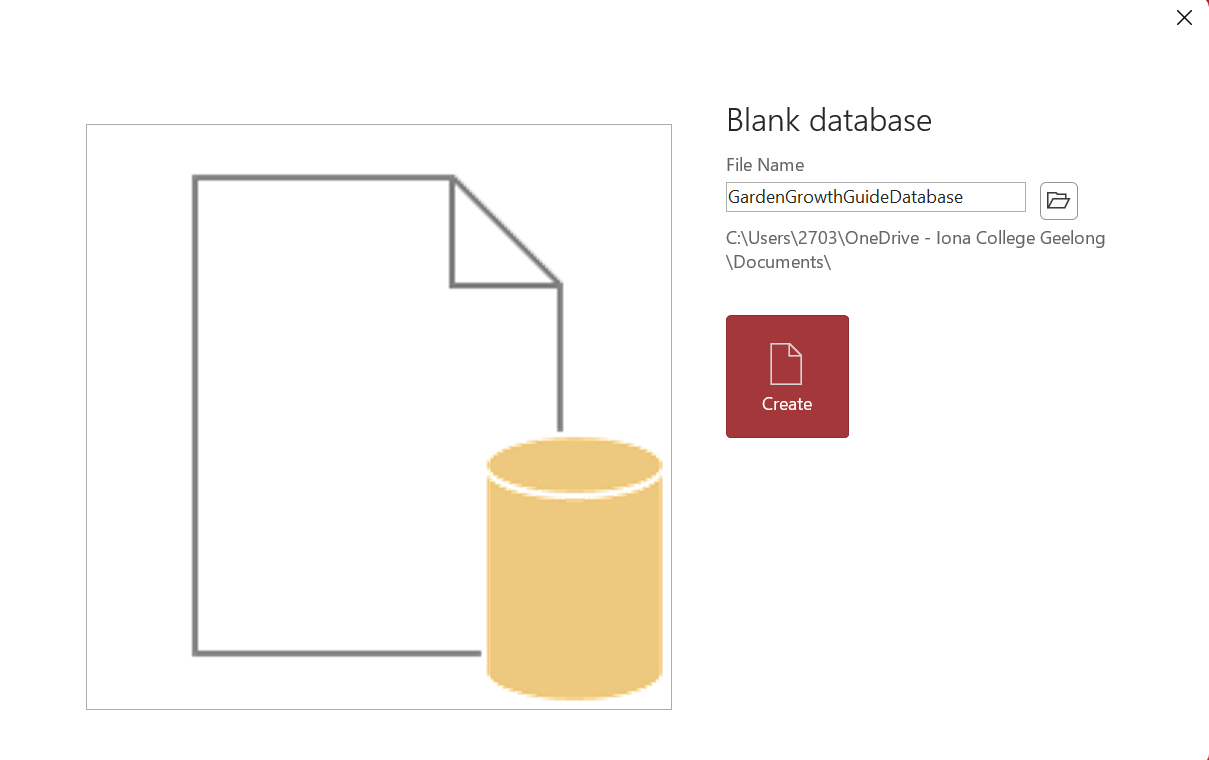 Blank database
File Name
GardenGrowthGuideDatabase
C:\Users\2703\OneDrive - Iona College Geelong
\Documents\
Create